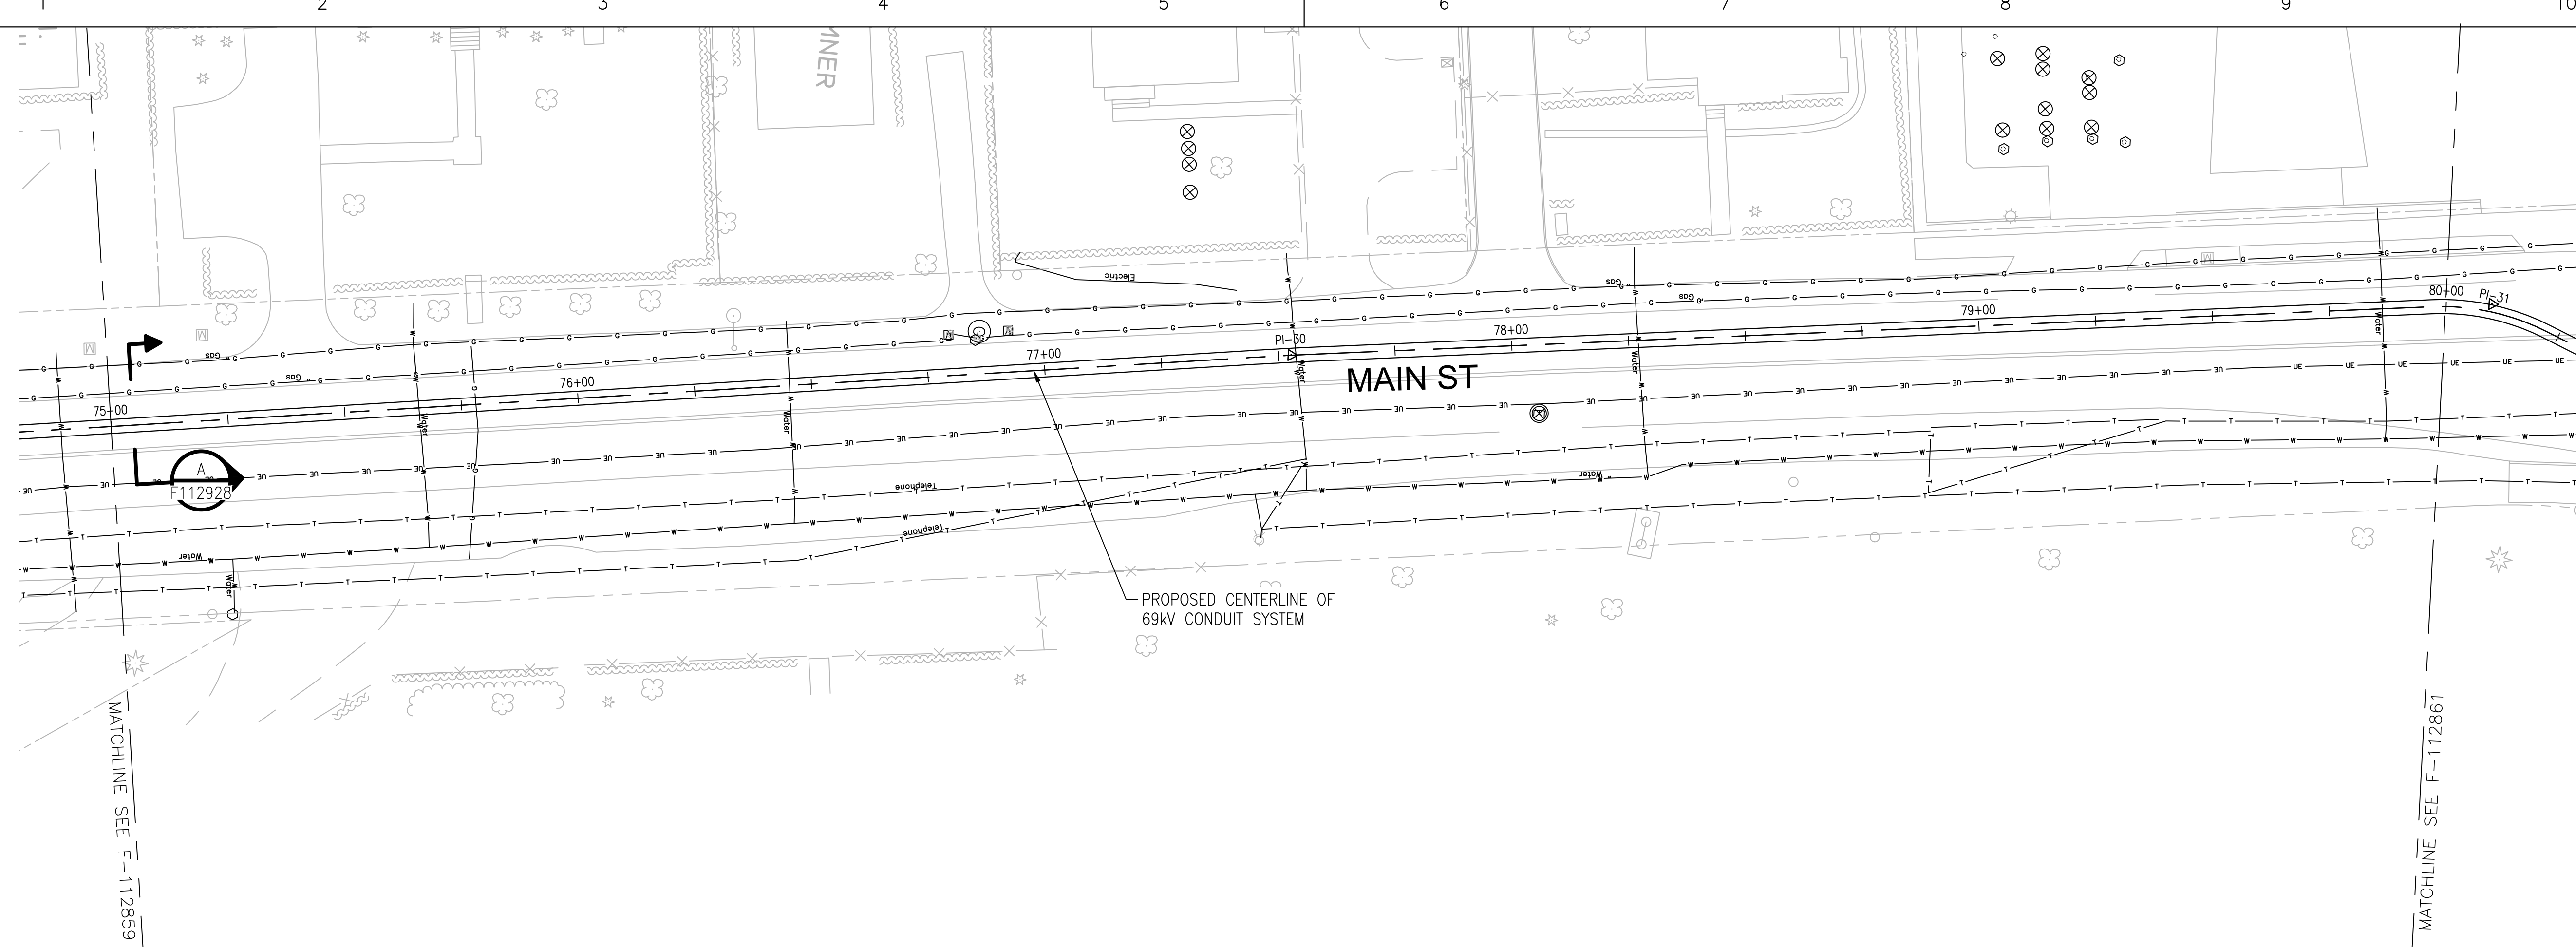 1 2 3 4 5 6 7 8 9 10
MNER
Electric
Gas
Gas
Gas
Gas
75+00
76+00
77+00
PI-30
78+00
79+00
80+00
PI-31
MAIN ST
Water
Water
Water
Water
Water
A
F112928
Telephone
Telephone
Water
Water
Water
PROPOSED CENTERLINE OF
69kV CONDUIT SYSTEM
MATCHLINE SEE F-112859
MATCHLINE SEE F-112861